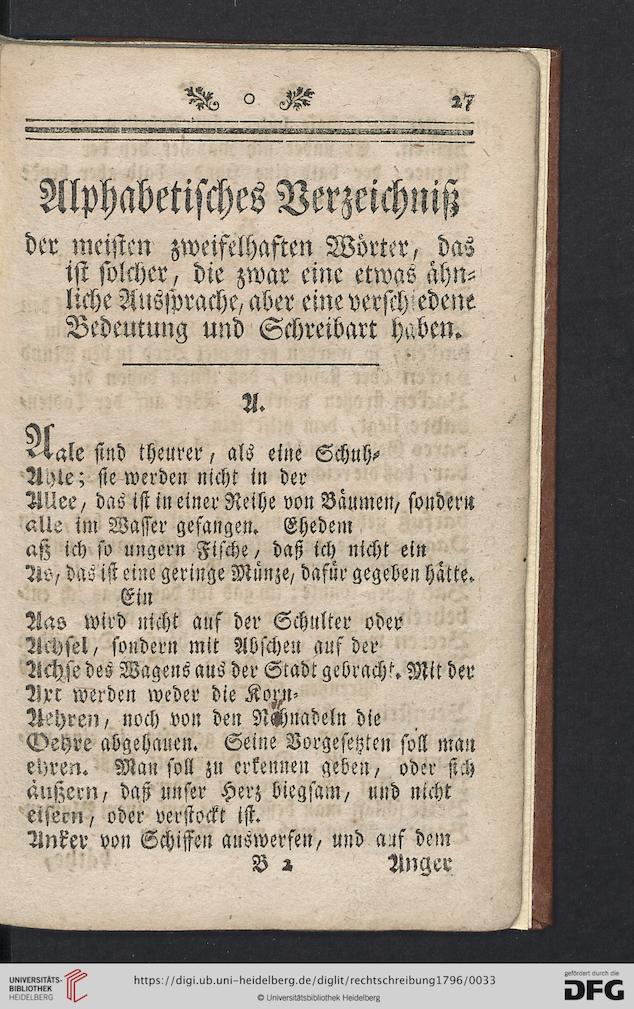 27
Alphabetisches Verzeichniß
der meisten zweifelhaften Wörter, das
ist solcher, die zwar eine etwas ähn⸗
liche Aussprache, aber eine verschiedene
Bedeutung und Schreibart haben.
A.
Aale sind theurer, als eine Schuh⸗
Ahle; sie werden nicht in der
Allee, das ist in einer Reihe von Bäumen, sondern
alle im Wasser gefangen. Ehedem
aß ich so ungern Fische, daß ich nicht ein
As, das ist eine geringe Münze, dafür gegeben hätte.
Ein
Aas wird nicht auf der Schulter oder
Achsel, sondern mit Abscheu auf der
Achse des Wagens aus der Stadt gebracht. Mit der
Axt werden weder die Korn⸗
Aehren, noch von den Nähnadeln die
Oehre abgehauen. Seine Vorgesetzten soll man
ehren. Man soll zu erkennen geben, oder sich
äußern, daß unser Herz biegsam, und nicht
eisern, oder verstockt ist.
Anker von Schiffen auswerfen, und auf dem
B 2 Anger
UNIVERSITÄTS-
BIBLIOTHEK
HEIDELBERG
https://digi.ub.uni-heidelberg.de/diglit/rechtschreibung1796/0033
© Universitätsbibliothek Heidelberg
gefördert durch die
DFG